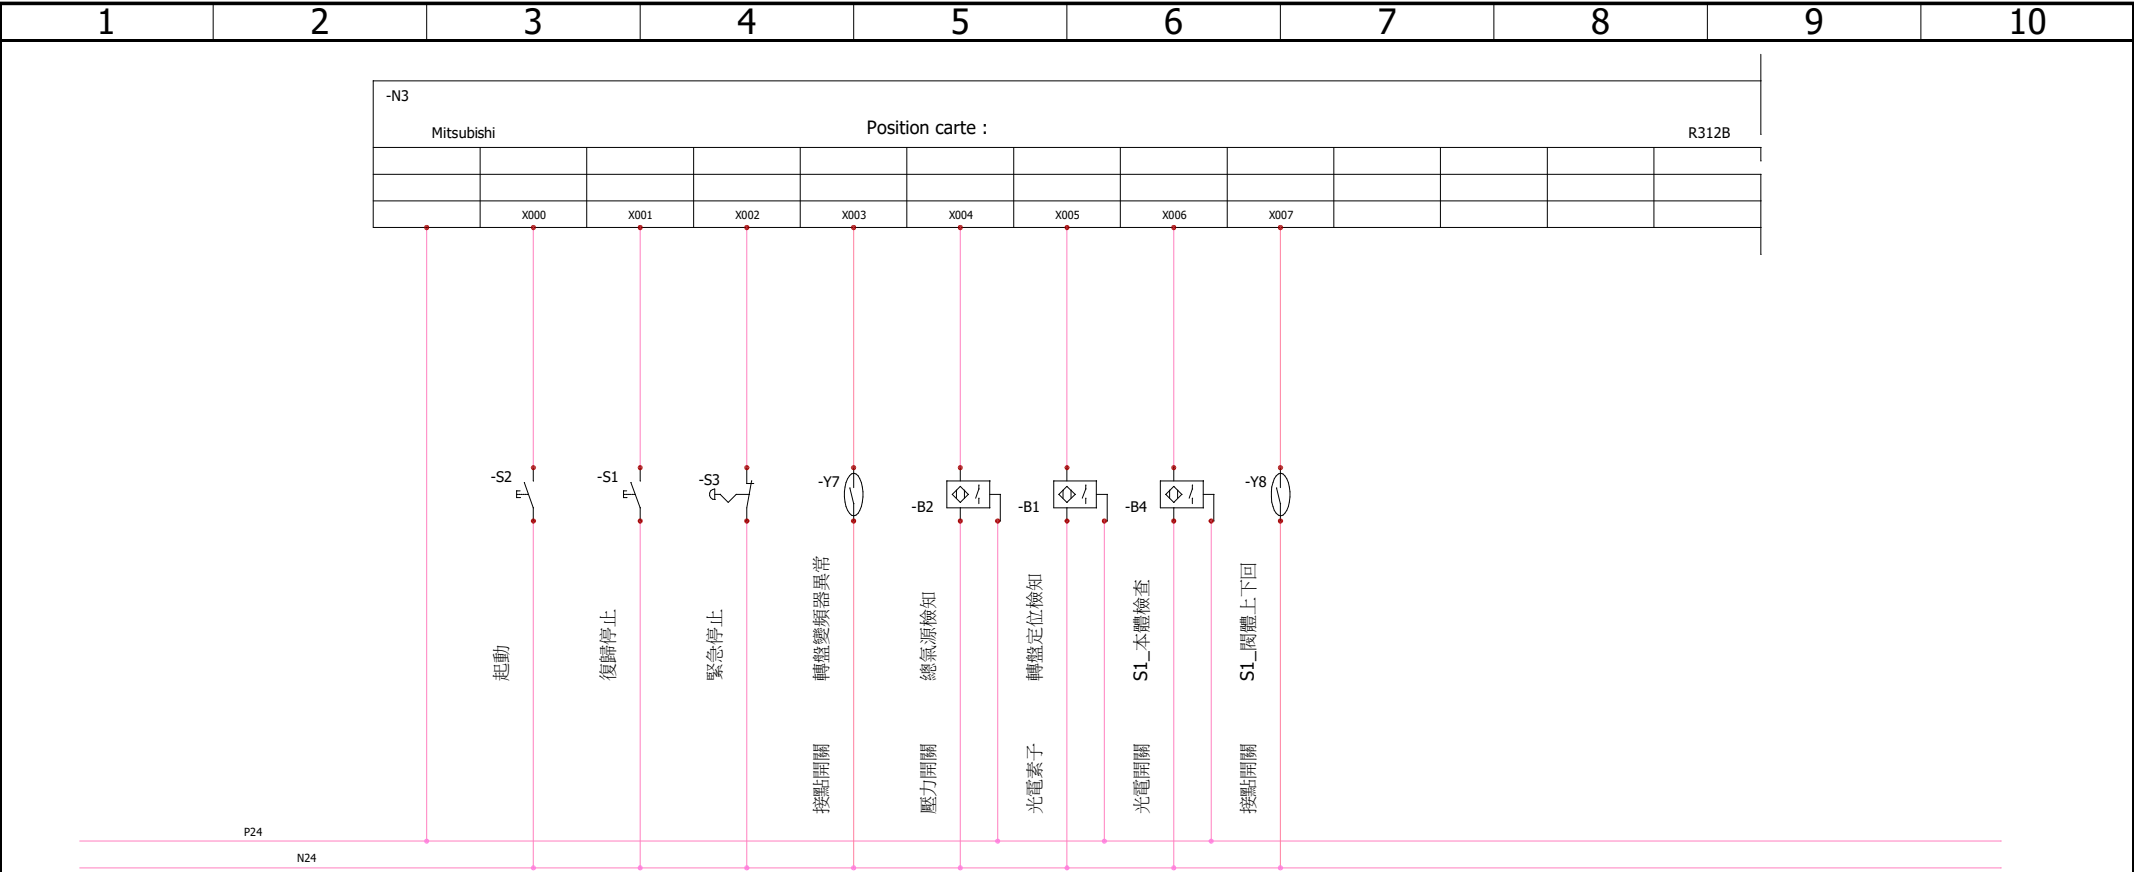 1 2 3 4 5 6 7 8 9 10
-N3
Mitsubishi Position carte : R312B
X000 X001 X002 X003 X004 X005 X006 X007
-S2 -S1 -S3 -Y7 -B2 -B1 -B4 -Y8
起動
復歸停止
緊急停止
轉盤變頻器異常
總氣源檢知
轉盤定位檢知
S1_本體檢查
S1_閥體上下回
接點開關
壓力開關
光電素子
光電開關
接點開關
P24
N24